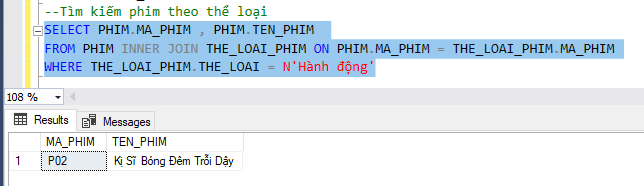 --Tìm kiếm phim theo thể loại
SELECT PHIM.MA_PHIM , PHIM.TEN_PHIM
FROM PHIM INNER JOIN THE_LOAI_PHIM ON PHIM.MA_PHIM = THE_LOAI_PHIM.MA_PHIM
WHERE THE_LOAI_PHIM.THE_LOAI = N'Hành động'
108 %
Results Messages
MA_PHIM TEN_PHIM
1 P02 Kị Sĩ Bóng Đêm Trỗi Dậy